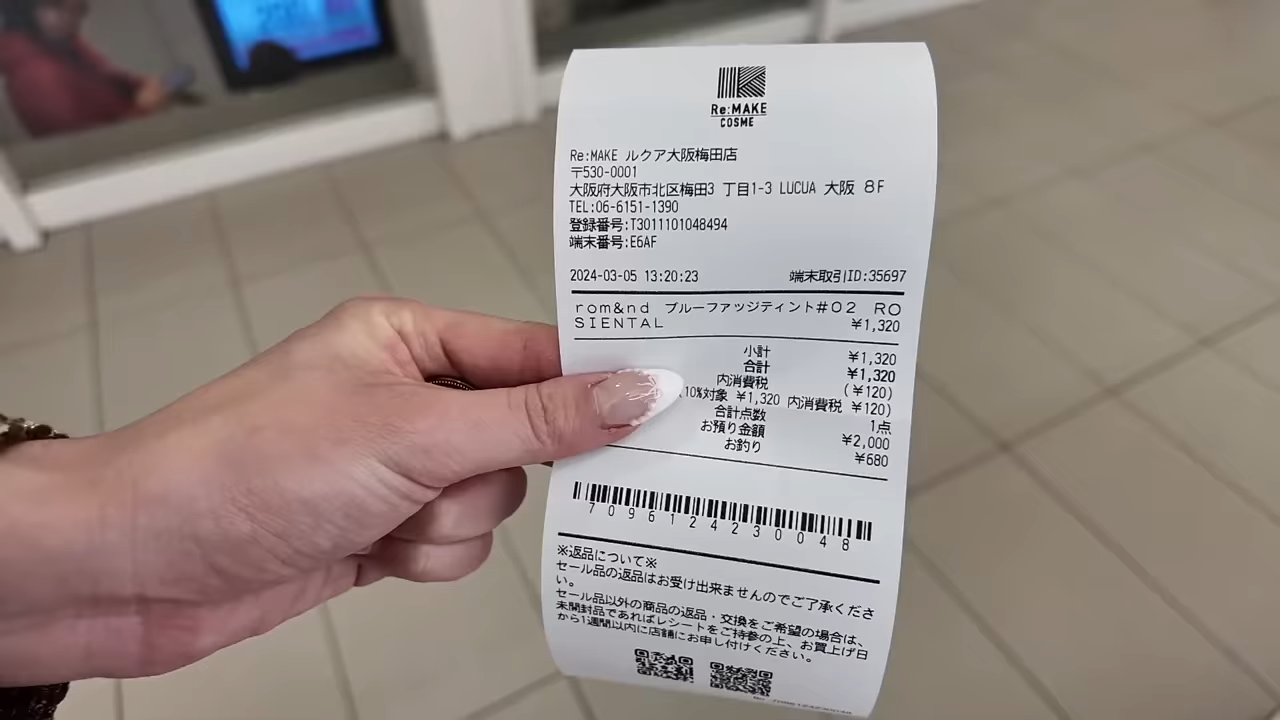 Re:MAKE
COSME
Re:MAKE ルクア大阪梅田店
〒530-0001
大阪府大阪市北区梅田3 丁目1-3 LUCUA 大阪 8F
TEL:06-6151-1390
登録番号:T3011101048494
端末番号:E6AF
2024-03-05 13:20:23 端末取引ID:35697
rom&nd ブルーファッジティント#02 RO
SIENTAL ¥1,320
小計 ¥1,320
合計 ¥1,320
内消費税 (¥120)
10%対象 ¥1,320 内消費税 ¥120)
合計点数 1点
お預り金額 ¥2,000
お釣り ¥680
7096124230048
※返品について※
セール品の返品はお受け出来ませんのでご了承くださ
い。
セール品以外の商品の返品・交換をご希望の場合は、
未開封品であればレシートをご持参の上、お買上げ日
から1週間以内に店舗にお申し付けください。